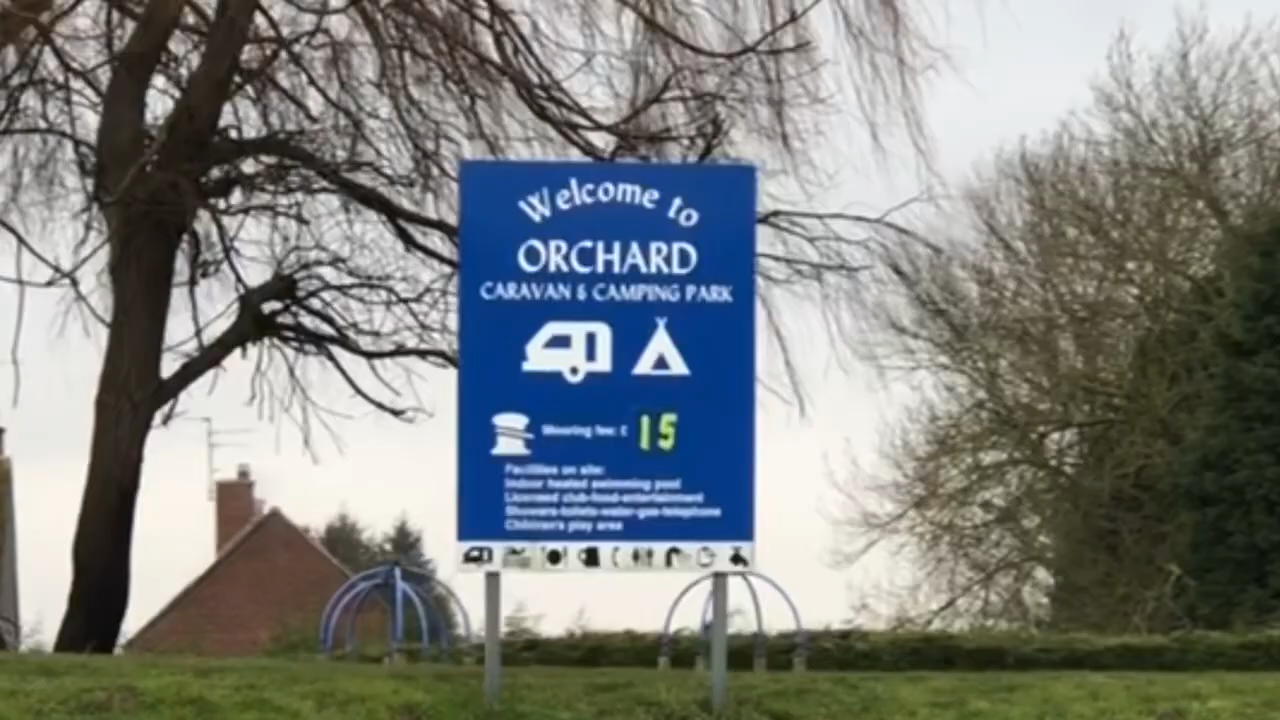 Welcome to
ORCHARD
CARAVAN & CAMPING PARK
Mooring fee: £ 15
Facilities on site:
Indoor heated swimming pool
Licensed club-food-entertainment
Showers-toilets-water-gas-telephone
Children's play area